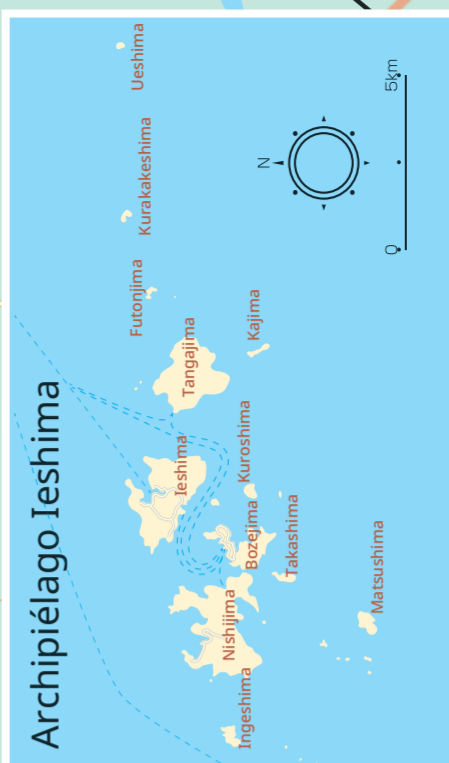 Archipiélago Ieshima
Ueshima
Kurakakeshima
Futonjima
Tangajima
Kajima
Ieshima
Kuroshima
Bozejima
Takashima
Nishijima
Matsushima
Ingeshima
N
0
5km